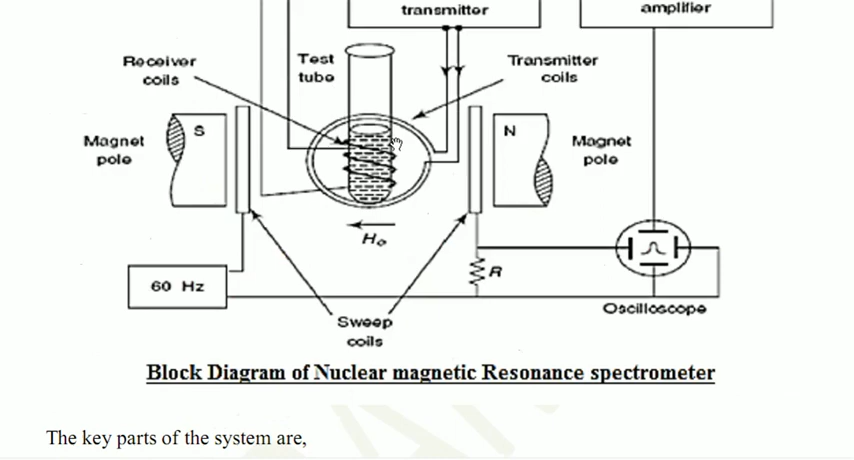 transmitter
amplifier
Receiver
coils
Test
tube
Transmitter
coils
Magnet
pole
S
N
Magnet
pole
Ho
R
60 Hz
Oscilloscope
Sweep
coils
Block Diagram of Nuclear magnetic Resonance spectrometer
The key parts of the system are,